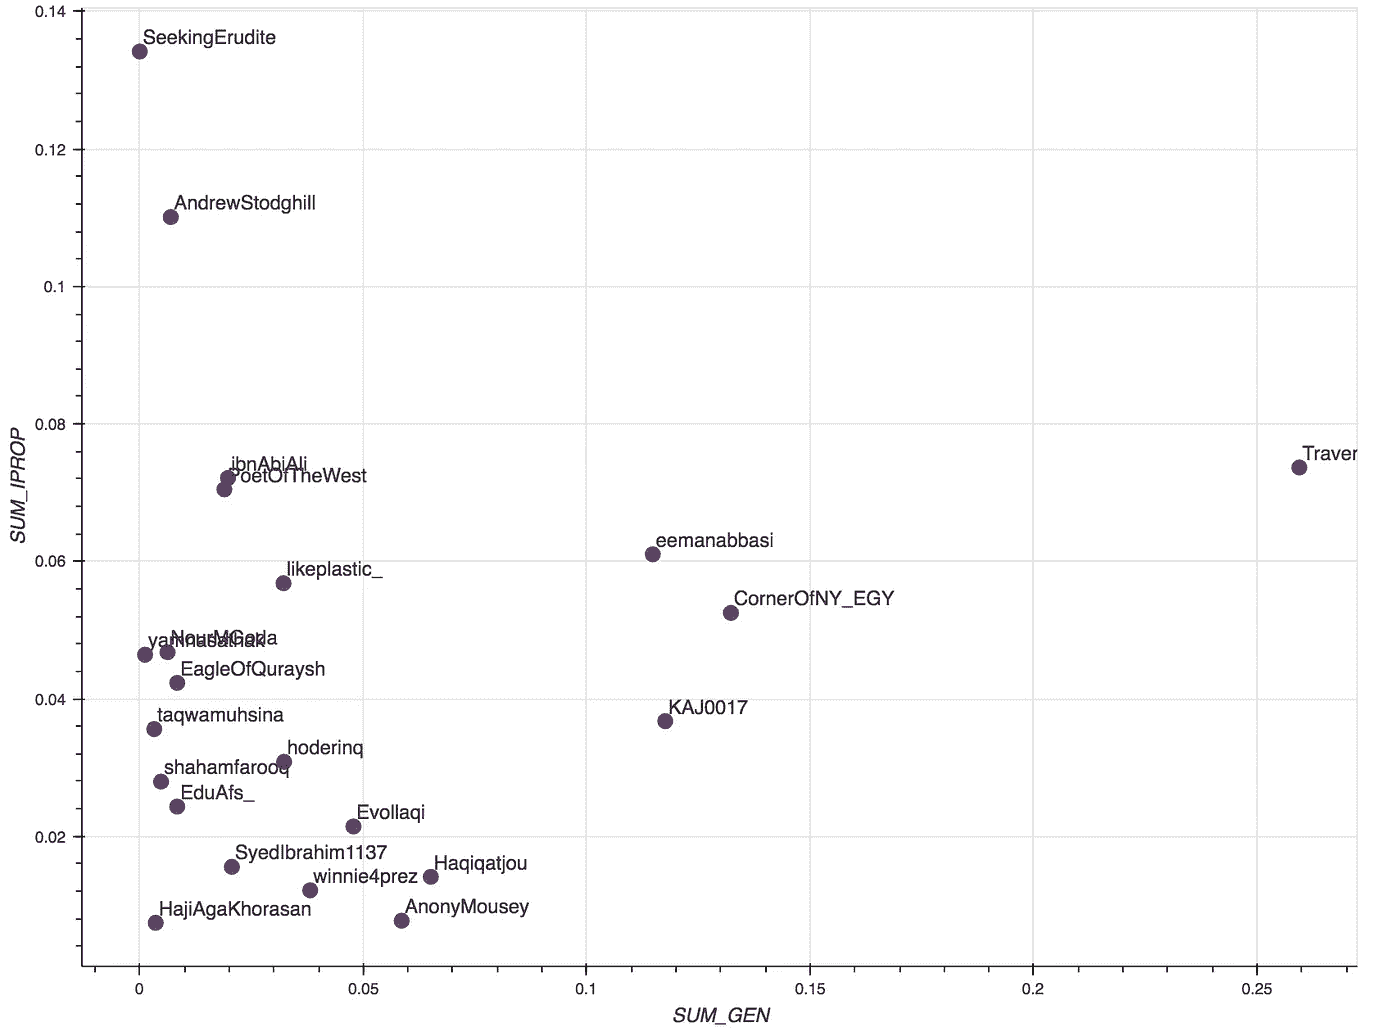 0.14
SeekingErudite
0.12
AndrewStodghill
0.1
0.08
ibnAbiAli
PoetOfTheWest
Traver
eemanabbasi
0.06
likeplastic_
CornerOfNY_EGY
NourMGoda
EagleOfQuraysh
0.04
KAJ0017
taqwamuhsina
hoderinq
shahamfarooq
EduAfs_
Evollaqi
0.02
SyedIbrahim1137
Haqiqatjou
winnie4prez
HajiAgaKhorasan
AnonyMousey
SUM_IPROP
0
0.05
0.1
0.15
0.2
0.25
SUM_GEN